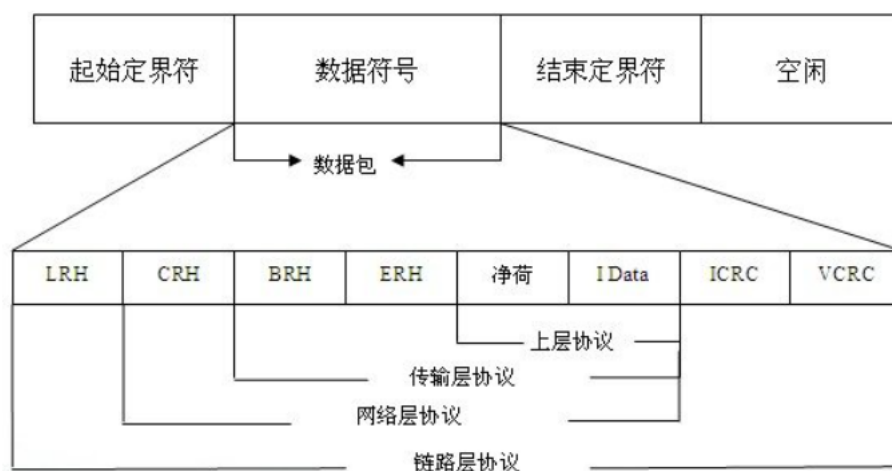 起始定界符 数据符号 结束定界符 空闲
数据包
LRH CRH BRH ERH 净荷 I Data ICRC VCRC
上层协议
传输层协议
网络层协议
链路层协议